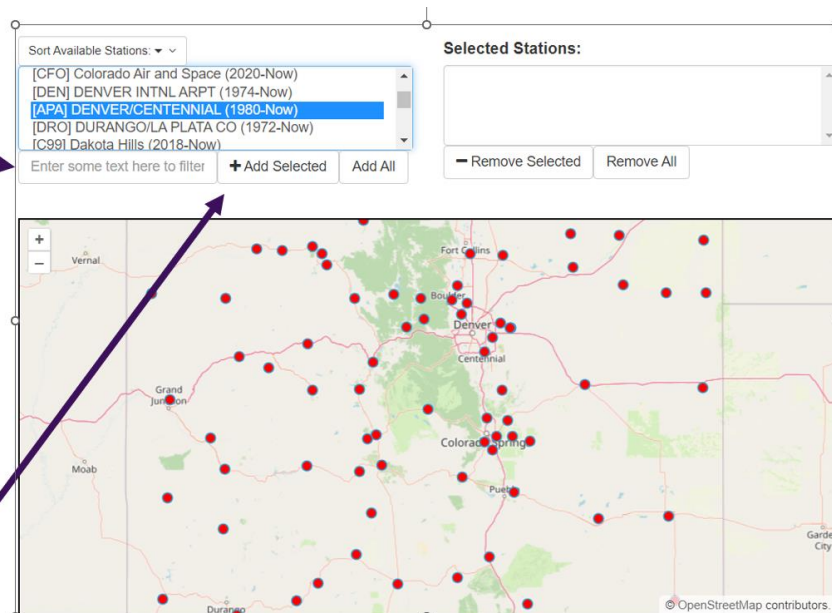 Sort Available Stations:
Selected Stations:
[CFO] Colorado Air and Space (2020-Now)
[DEN] DENVER INTNL ARPT (1974-Now)
[APA] DENVER/CENTENNIAL (1980-Now)
[DRO] DURANGO/LA PLATA CO (1972-Now)
[C99] Dakota Hills (2018-Now)
Enter some text here to filter
+ Add Selected
Add All
− Remove Selected
Remove All
+
−
Vernal
Fort Collins
Boulder
Denver
Centennial
Grand
Junction
Colorado Springs
Moab
Pueblo
Garde
City
Durango
© OpenStreetMap contributors.